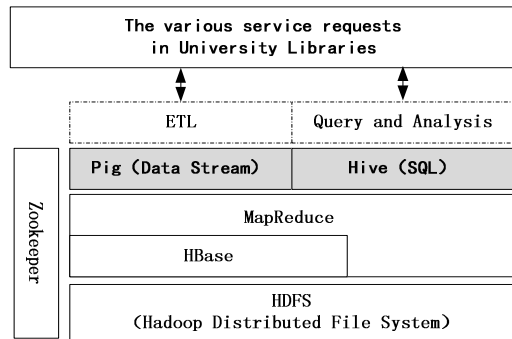 The various service requests
in University Libraries
ETL
Query and Analysis
Pig (Data Stream)
Hive (SQL)
Zookeeper
MapReduce
HBase
HDFS
(Hadoop Distributed File System)